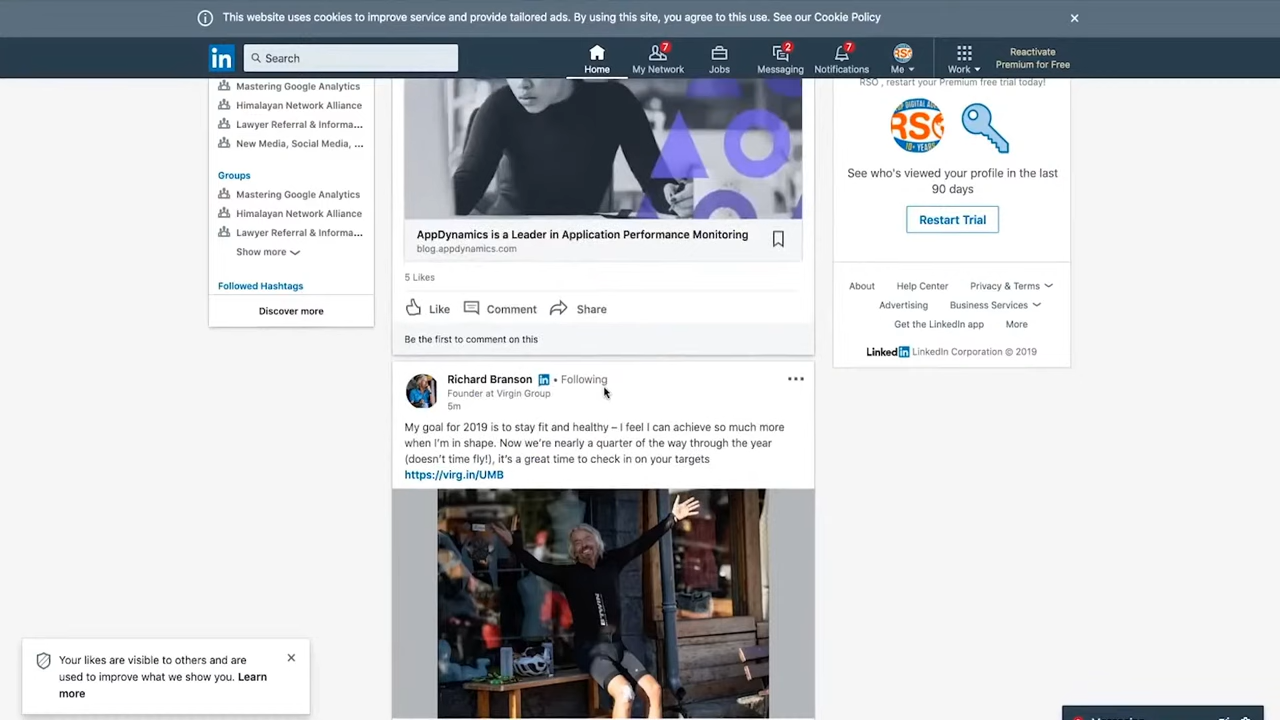 This website uses cookies to improve service and provide tailored ads. By using this site, you agree to this use. See our Cookie Policy
in
Search
7
2
7
Home
My Network
Jobs
Messaging
Notifications
Me
Work
Reactivate
Premium for Free
Mastering Google Analytics
Himalayan Network Alliance
Lawyer Referral & Informa...
New Media, Social Media, ...
Groups
Mastering Google Analytics
Himalayan Network Alliance
Lawyer Referral & Informa...
Show more
Followed Hashtags
Discover more
AppDynamics is a Leader in Application Performance Monitoring
blog.appdynamics.com
5 Likes
Like
Comment
Share
Be the first to comment on this
Richard Branson in • Following
Founder at Virgin Group
5m
My goal for 2019 is to stay fit and healthy – I feel I can achieve so much more
when I'm in shape. Now we're nearly a quarter of the way through the year
(doesn't time fly!), it's a great time to check in on your targets
https://virg.in/UMB
RSO , restart your Premium free trial today!
RSO
See who's viewed your profile in the last
90 days
Restart Trial
About
Help Center
Privacy & Terms
Advertising
Business Services
Get the LinkedIn app
More
LinkedIn LinkedIn Corporation © 2019
Your likes are visible to others and are
used to improve what we show you. Learn
more